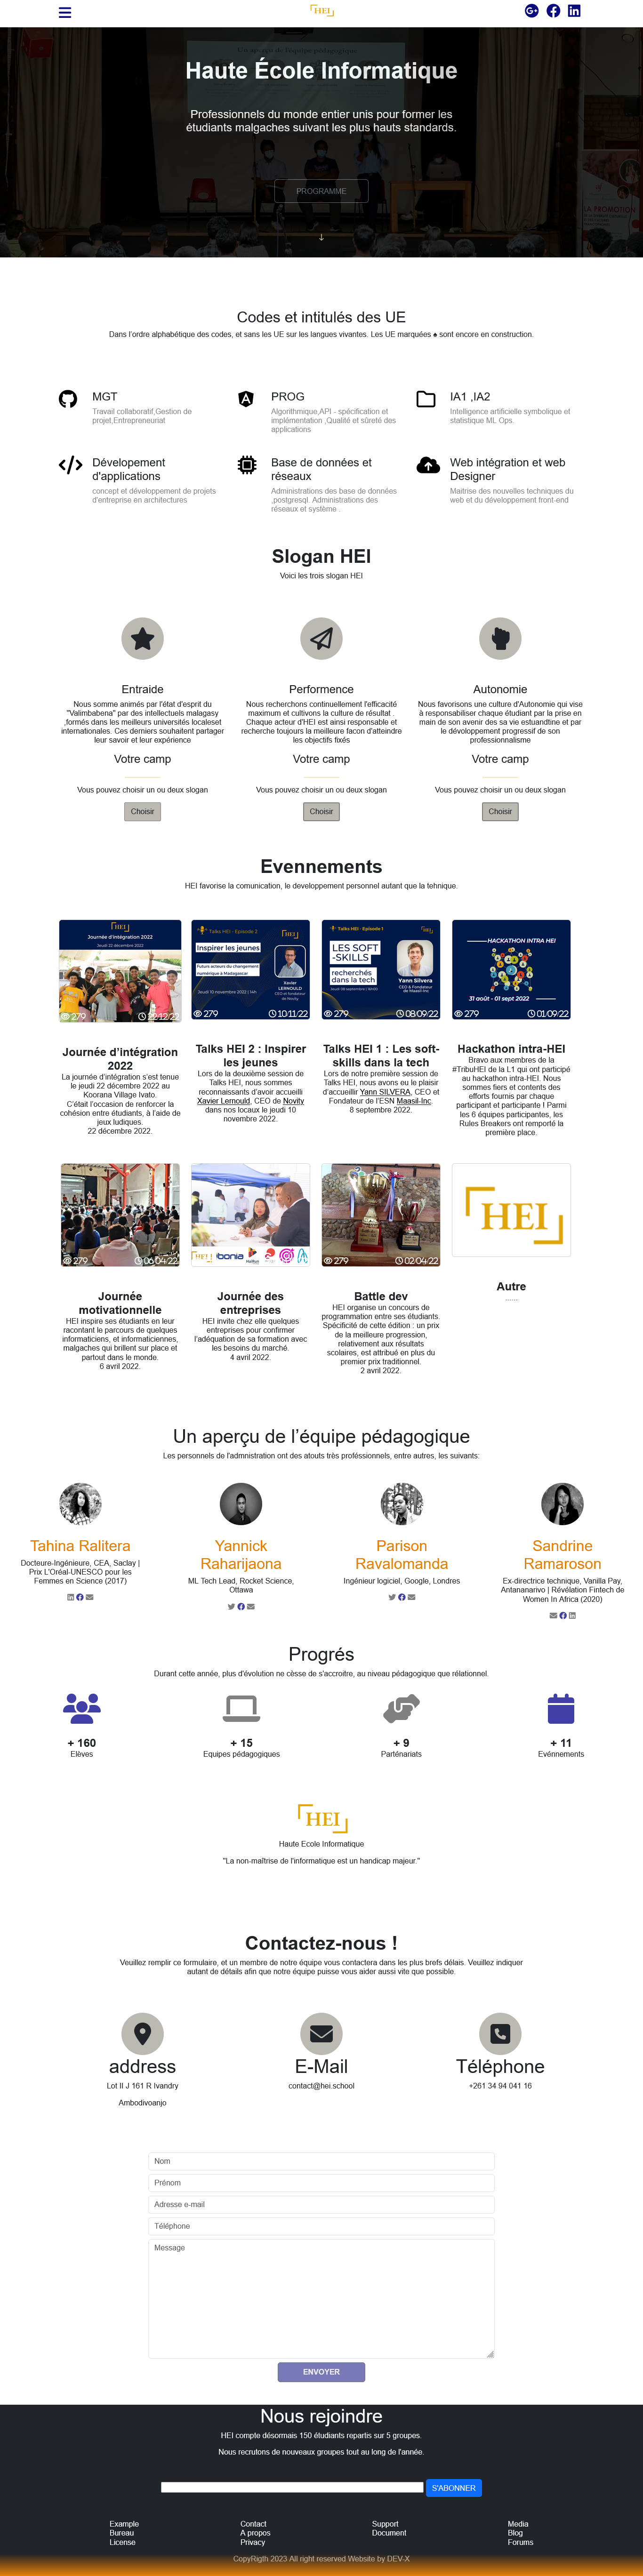 HEI
Haute École Informatique
Professionnels du monde entier unis pour former les
étudiants malgaches suivant les plus hauts standards.
PROGRAMME
↓
Codes et intitulés des UE
Dans l'ordre alphabétique des codes, et sans les UE sur les langues vivantes. Les UE marquées ♠ sont encore en construction.
MGT
Travail collaboratif,Gestion de
projet,Entrepreneuriat
PROG
Algorithmique,API - spécification et
implémentation ,Qualité et sûreté des
applications
IA1 ,IA2
Intelligence artificielle symbolique et
statistique ML Ops.
Dévelopement
d'applications
concept et développement de projets
d'entreprise en architectures
Base de données et
réseaux
Administrations des base de données
,postgresql. Administrations des
réseaux et système .
Web intégration et web
Designer
Maitrise des nouvelles techniques du
web et du développement front-end
Slogan HEI
Voici les trois slogan HEI
Entraide
Nous somme animés par l'état d'esprit du
"Valimbabena" par des intellectuels malagasy
,formés dans les meilleurs universités localeset
internationales. Ces derniers souhaitent partager
leur savoir et leur expérience
Votre camp
Vous pouvez choisir un ou deux slogan
Choisir
Performence
Nous recherchons continuellement l'efficacité
maximum et cultivons la culture de résultat .
Chaque acteur d'HEI est ainsi responsable et
recherche toujours la meilleure facon d'atteindre
les objectifs fixés
Votre camp
Vous pouvez choisir un ou deux slogan
Choisir
Autonomie
Nous favorisions une culture d'Autonomie qui vise
à responsabiliser chaque étudiant par la prise en
main de son avenir des sa vie estuandtine et par
le développement progressif de son
professionnalisme
Votre camp
Vous pouvez choisir un ou deux slogan
Choisir
Evennements
HEI favorise la comunication, le developpement personnel autant que la tehnique.
HEI
Journée d'intégration 2022
Jeudi 22 décembre 2022
279
22/12/22
Journée d'intégration
2022
La journée d'intégration s'est tenue
le jeudi 22 décembre 2022 au
Koorana Village Ivato.
C'était l'occasion de renforcer la
cohésion entre étudiants, à l'aide de
jeux ludiques.
22 décembre 2022.
Talks HEI - Episode 2
HEI
Inspirer les jeunes
Futurs acteurs du changement
numérique à Madagascar
Xavier
LERNOULD
CEO et fondateur
de Novity
Jeudi 10 novembre 2022 | 14h
279
10/11/22
Talks HEI 2 : Inspirer
les jeunes
Lors de la deuxième session de
Talks HEI, nous sommes
reconnaissants d'avoir accueilli
Xavier Lernould, CEO de Novity
dans nos locaux le jeudi 10
novembre 2022.
Talks HEI - Episode 1
HEI
LES SOFT
-SKILLS
recherchés
dans la tech
Yann Silvera
CEO & Fondateur
de Maasil-Inc
279
08/09/22
Talks HEI 1 : Les soft-
skills dans la tech
Lors de notre première session de
Talks HEI, nous avons eu le plaisir
d'accueillir Yann SILVERA, CEO et
Fondateur de l'ESN Maasil-Inc.
8 septembre 2022.
HACKATHON INTRA HEI
31 août - 01 sept 2022
279
01/09/22
Hackathon intra-HEI
Bravo aux membres de la
#TribuHEI de la L1 qui ont participé
au hackathon intra-HEI. Nous
sommes fiers et contents des
efforts fournis par chaque
participant et participante ! Parmi
les 6 équipes participantes, les
Rules Breakers ont remporté la
première place.
279
06/04/22
Journée
motivationnelle
HEI inspire ses étudiants en leur
racontant le parcours de quelques
informaticiens, et informaticiennes,
malgaches qui brillent sur place et
partout dans le monde.
6 avril 2022.
HEI
bonia
Journée des
entreprises
HEI invite chez elle quelques
entreprises pour confirmer
l'adéquation de sa formation avec
les besoins du marché.
4 avril 2022.
279
02/04/22
Battle dev
HEI organise un concours de
programmation entre ses étudiants.
Spécificité de cette édition : un prix
de la meilleure progression,
relativement aux résultats
scolaires, est attribué en plus du
premier prix traditionnel.
2 avril 2022.
HEI
Autre
......
Un aperçu de l'équipe pédagogique
Les personnels de l'admnistration ont des atouts très proféssionnels, entre autres, les suivants:
Tahina Ralitera
Docteure-Ingénieure, CEA, Saclay |
Prix L'Oréal-UNESCO pour les
Femmes en Science (2017)
Yannick
Raharijaona
ML Tech Lead, Rocket Science,
Ottawa
Parison
Ravalomanda
Ingénieur logiciel, Google, Londres
Sandrine
Ramaroson
Ex-directrice technique, Vanilla Pay,
Antananarivo | Révélation Fintech de
Women In Africa (2020)
Progrés
Durant cette année, plus d'évolution ne cèsse de s'accroitre, au niveau pédagogique que rélationnel.
+ 160
Elèves
+ 15
Equipes pédagogiques
+ 9
Parténariats
+ 11
Evénnements
HEI
Haute Ecole Informatique
"La non-maîtrise de l'informatique est un handicap majeur."
Contactez-nous !
Veuillez remplir ce formulaire, et un membre de notre équipe vous contactera dans les plus brefs délais. Veuillez indiquer
autant de détails afin que notre équipe puisse vous aider aussi vite que possible.
address
Lot II J 161 R Ivandry
Ambodivoanjo
E-Mail
contact@hei.school
Téléphone
+261 34 94 041 16
Nom
Prénom
Adresse e-mail
Téléphone
Message
ENVOYER
Nous rejoindre
HEI compte désormais 150 étudiants repartis sur 5 groupes.
Nous recrutons de nouveaux groupes tout au long de l'année.
S'ABONNER
Example
Bureau
License
Contact
A propos
Privacy
Support
Document
Media
Blog
Forums
CopyRigth 2023 All right reserved Website by DEV-X